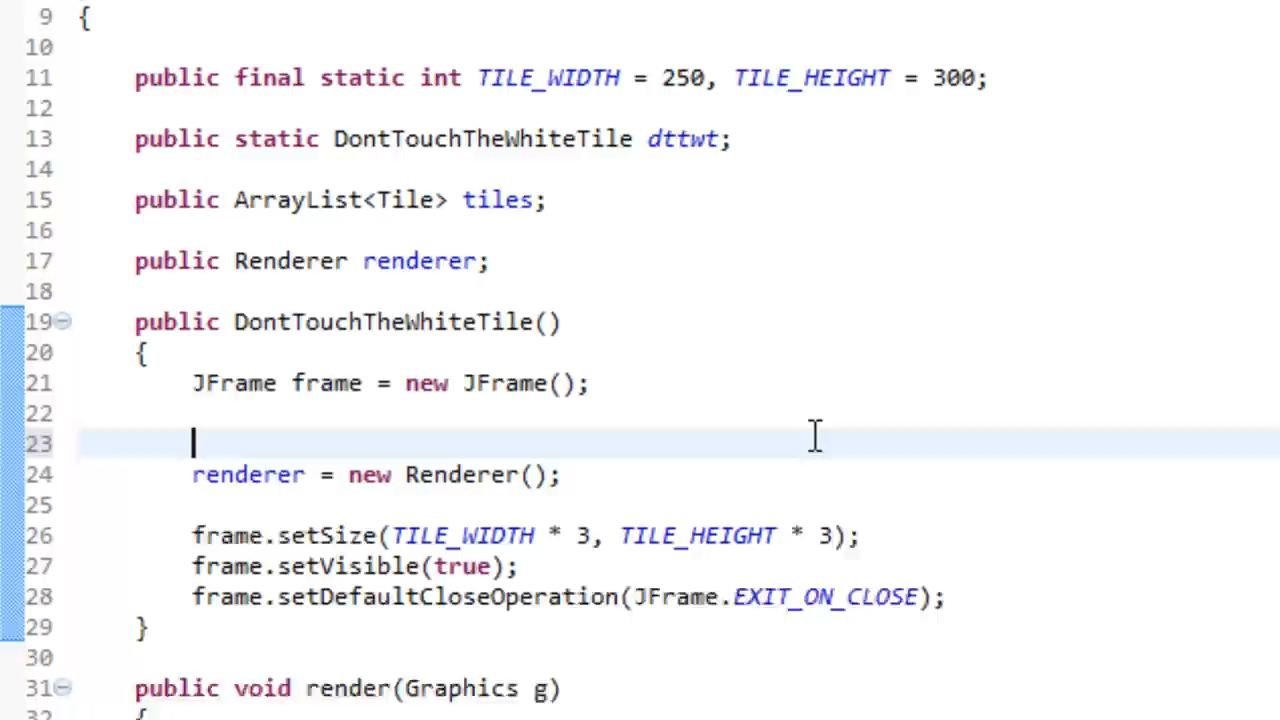 9 {
10
11 public final static int TILE_WIDTH = 250, TILE_HEIGHT = 300;
12
13 public static DontTouchTheWhiteTile dttwt;
14
15 public ArrayList<Tile> tiles;
16
17 public Renderer renderer;
18
19 public DontTouchTheWhiteTile()
20 {
21 JFrame frame = new JFrame();
22
23
24 renderer = new Renderer();
25
26 frame.setSize(TILE_WIDTH * 3, TILE_HEIGHT * 3);
27 frame.setVisible(true);
28 frame.setDefaultCloseOperation(JFrame.EXIT_ON_CLOSE);
29 }
30
31 public void render(Graphics g)
32 {